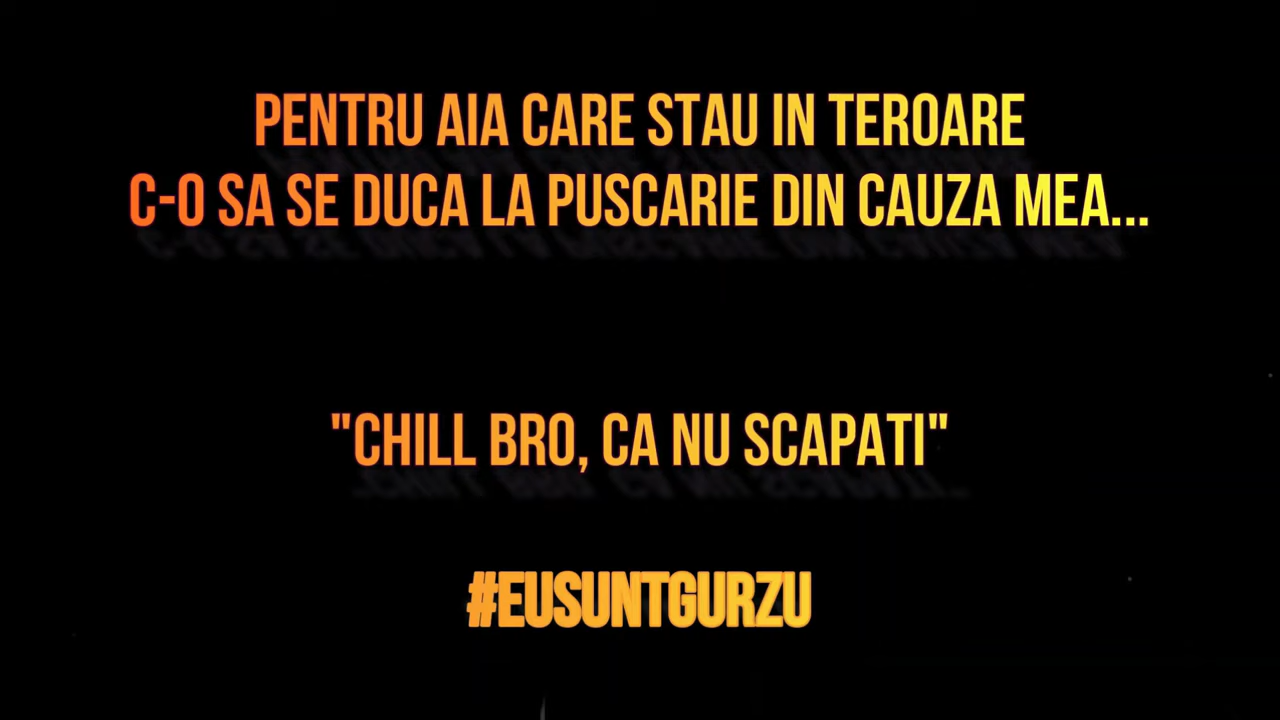 PENTRU AIA CARE STAU IN TEROARE
C-O SA SE DUCA LA PUSCARIE DIN CAUZA MEA...
"CHILL BRO, CA NU SCAPATI"
#EUSUNTGURZU